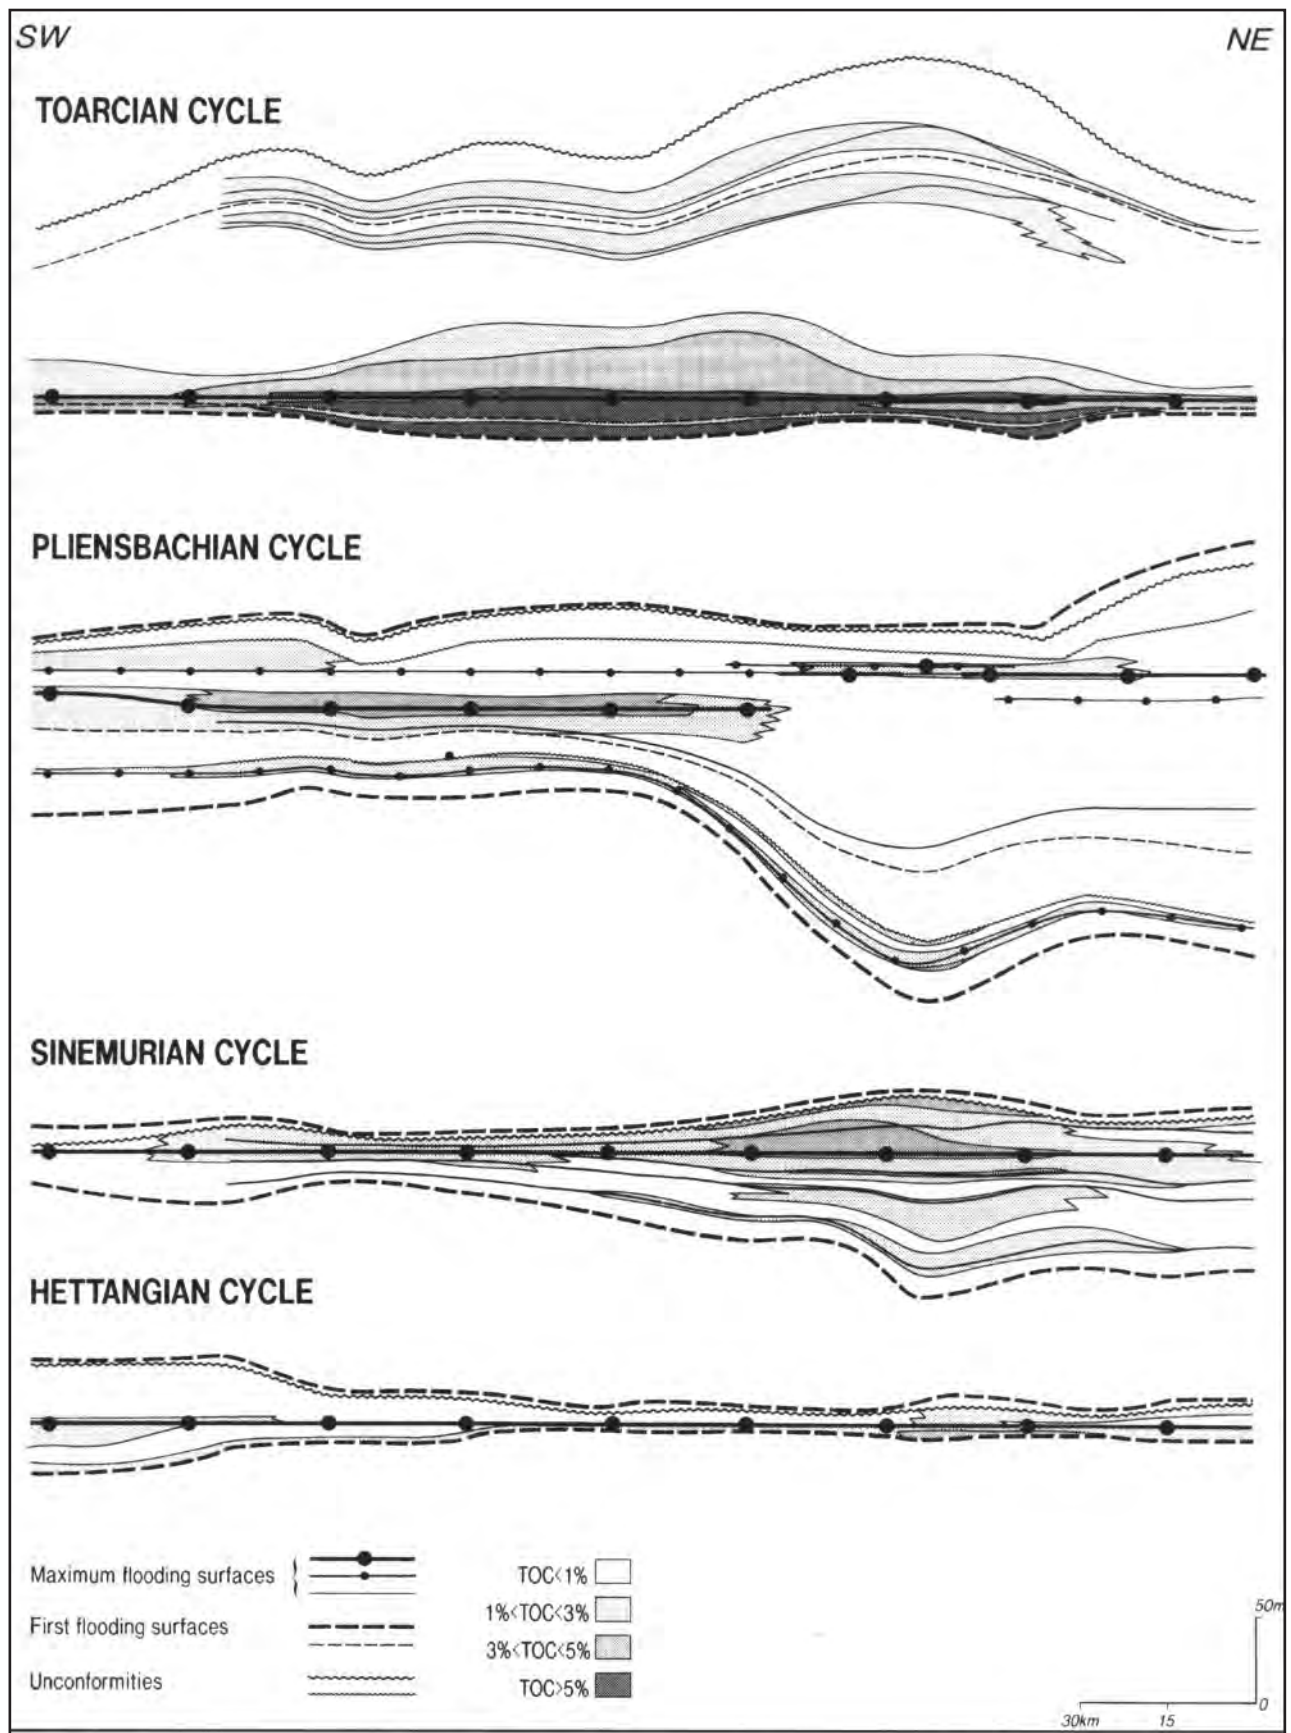 SW
NE
TOARCIAN CYCLE
PLIENSBACHIAN CYCLE
SINEMURIAN CYCLE
HETTANGIAN CYCLE
Maximum flooding surfaces
First flooding surfaces
Unconformities
TOC<1%
1%<TOC<3%
3%<TOC<5%
TOC>5%
50m
0
30km
15